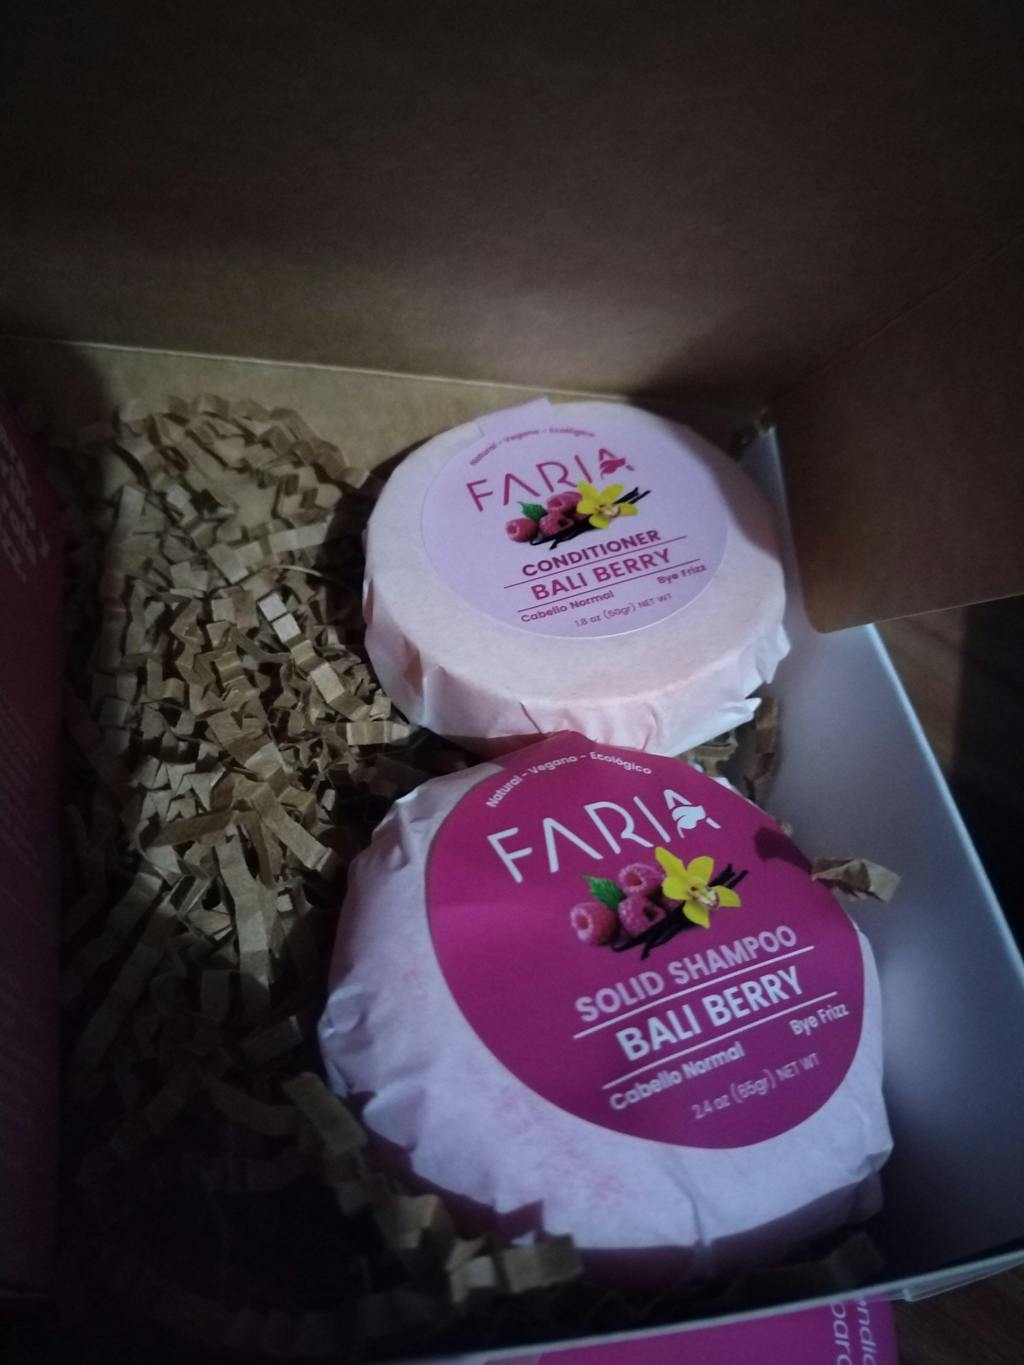 Natural - Vegano - Ecológico
FARIA
CONDITIONER
BALI BERRY
Cabello Normal Bye Frizz
1.8 oz (50gr) NET WT
Natural - Vegano - Ecológico
FARIA
SOLID SHAMPOO
BALI BERRY
Cabello Normal Bye Frizz
2.4 oz (65gr) NET WT